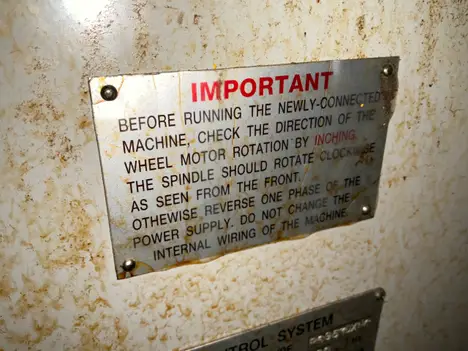 IMPORTANT
BEFORE RUNNING THE NEWLY-CONNECTED
MACHINE, CHECK THE DIRECTION OF THE
WHEEL MOTOR ROTATION BY INCHING.
THE SPINDLE SHOULD ROTATE CLOCKWISE
AS SEEN FROM THE FRONT.
OTHEWISE REVERSE ONE PHASE OF THE
POWER SUPPLY. DO NOT CHANGE THE
INTERNAL WIRING OF THE MACHINE.
CONTROL SYSTEM